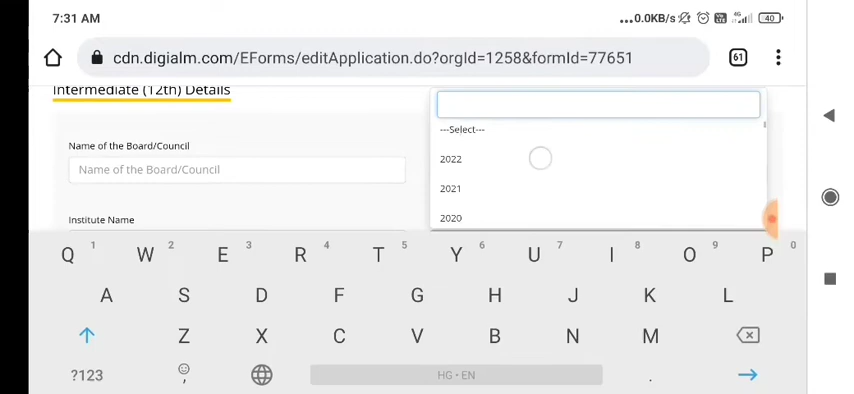 7:31 AM ...0.0KB/s 4G 40
cdn.digialm.com/EForms/editApplication.do?orgId=1258&formId=77651 61
Intermediate (12th) Details
---Select---
Name of the Board/Council
2022
Name of the Board/Council
2021
Institute Name
2020
Q 1 W 2 E 3 R 4 T 5 Y 6 U 7 I 8 O 9 P 0
A S D F G H J K L
Z X C V B N M
?123 , HG • EN .